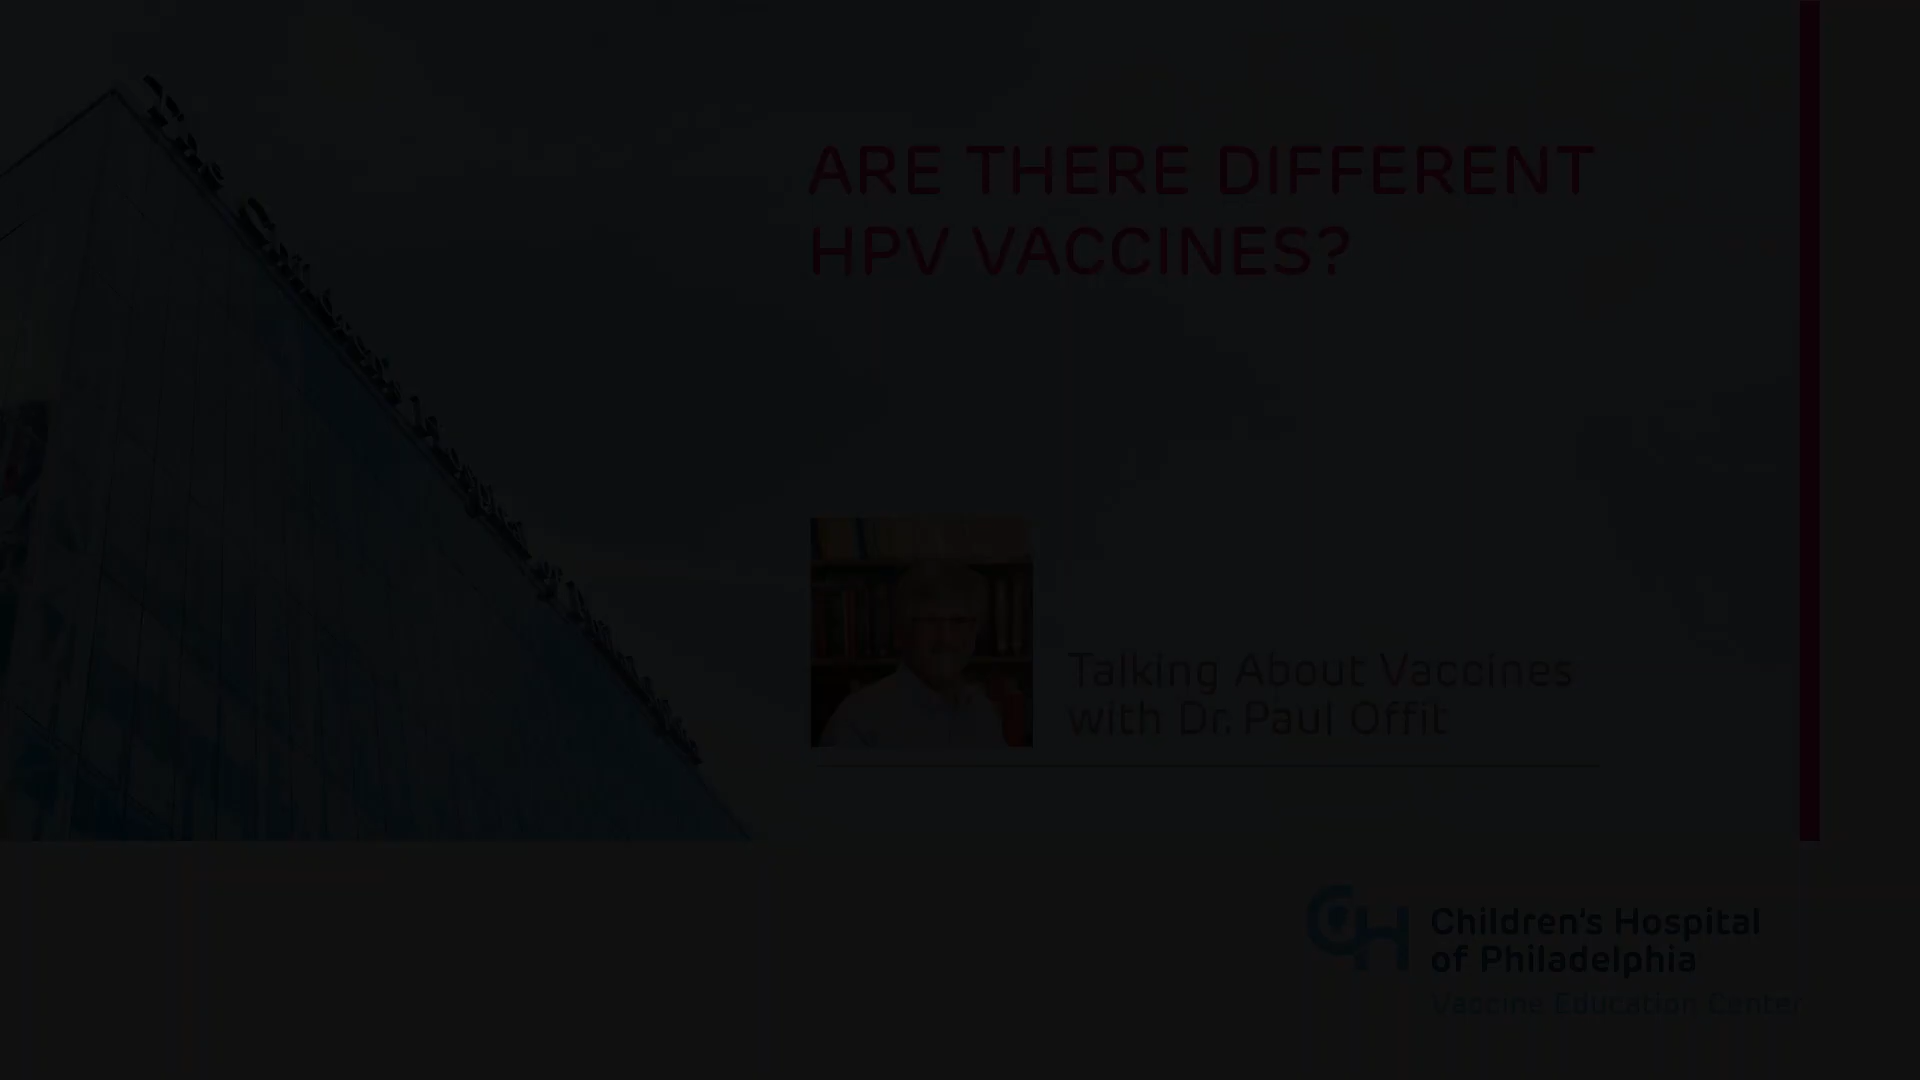 ARE THERE DIFFERENT
HPV VACCINES?
Talking About Vaccines
with Dr. Paul Offit
CH
Children's Hospital
of Philadelphia
Vaccine Education Center